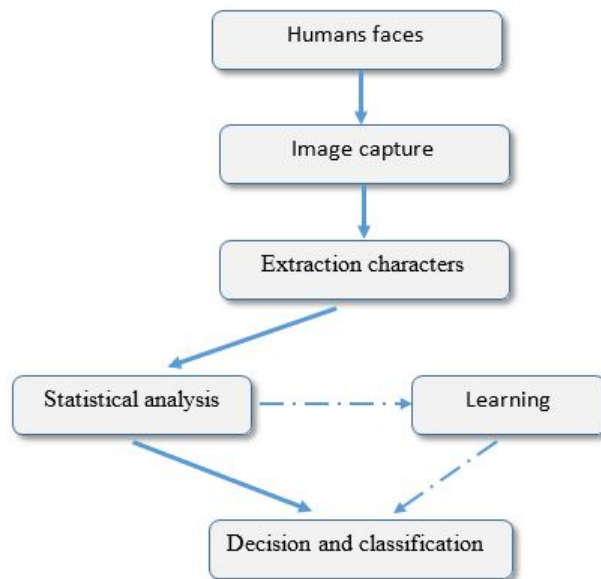 Humans faces
Image capture
Extraction characters
Statistical analysis
Learning
Decision and classification